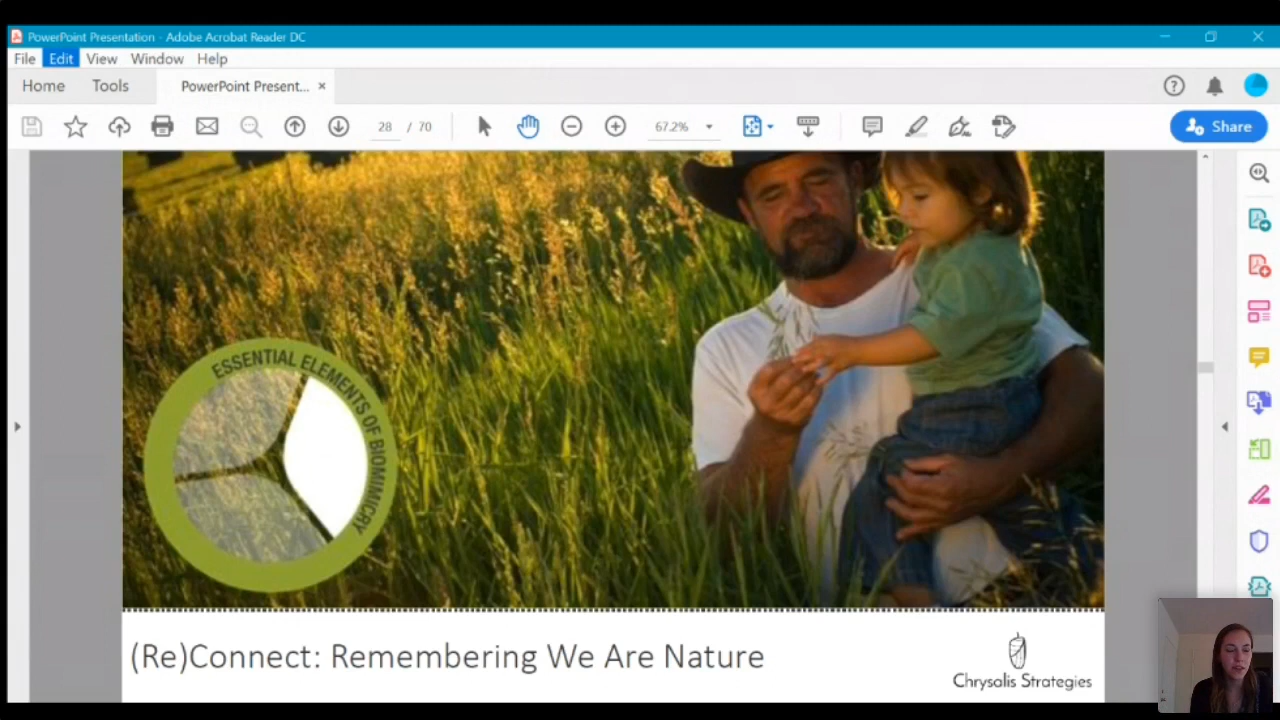 PowerPoint Presentation - Adobe Acrobat Reader DC
File Edit View Window Help
Home Tools PowerPoint Present... ×
28 / 70 67.2% Share
ESSENTIAL ELEMENTS OF BIOMIMICRY
(Re)Connect: Remembering We Are Nature
Chrysalis Strategies